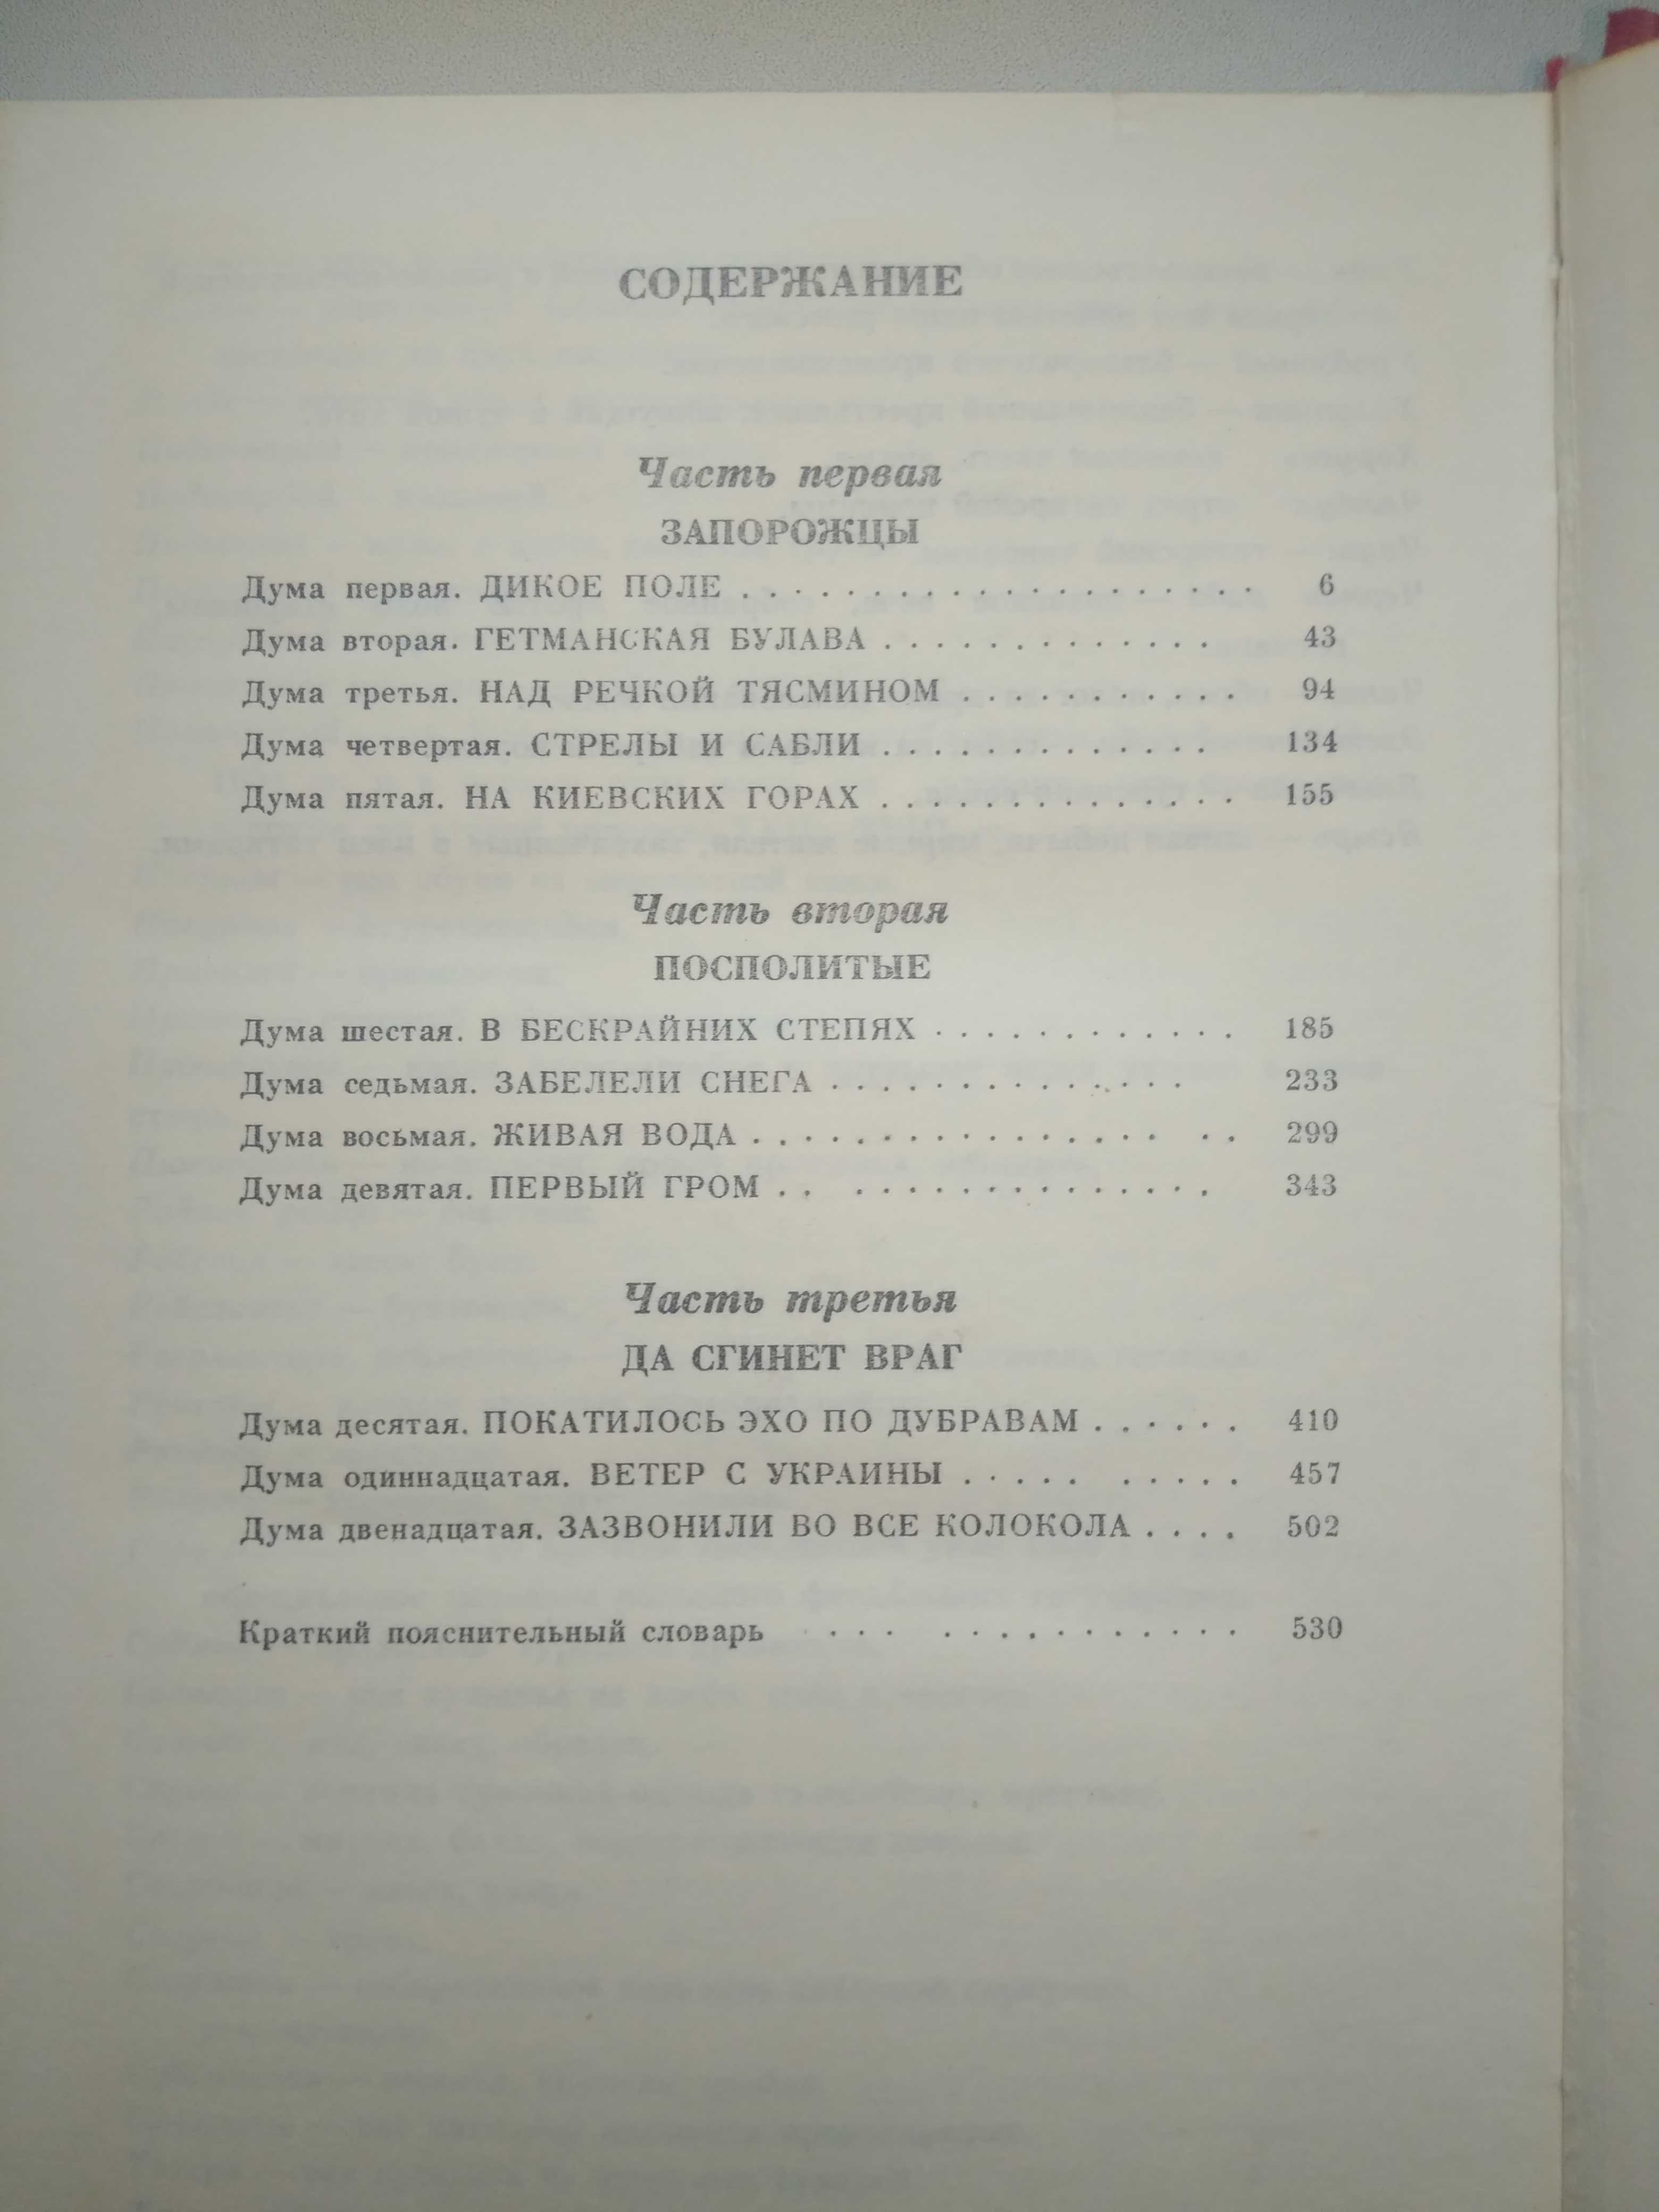 СОДЕРЖАНИЕ
Часть первая
ЗАПОРОЖЦЫ
Дума первая. ДИКОЕ ПОЛЕ . . . . . . . . . . . . . . . . . . . . 6
Дума вторая. ГЕТМАНСКАЯ БУЛАВА . . . . . . . . . . . . . 43
Дума третья. НАД РЕЧКОЙ ТЯСМИНОМ . . . . . . . . . . . 94
Дума четвертая. СТРЕЛЫ И САБЛИ . . . . . . . . . . . . . 134
Дума пятая. НА КИЕВСКИХ ГОРАХ . . . . . . . . . . . . . . 155
Часть вторая
ПОСПОЛИТЫЕ
Дума шестая. В БЕСКРАЙНИХ СТЕПЯХ . . . . . . . . . . . . 185
Дума седьмая. ЗАБЕЛЕЛИ СНЕГА . . . . . . . . . . . . . . 233
Дума восьмая. ЖИВАЯ ВОДА . . . . . . . . . . . . . . . . . . 299
Дума девятая. ПЕРВЫЙ ГРОМ . . . . . . . . . . . . . . . . 343
Часть третья
ДА СГИНЕТ ВРАГ
Дума десятая. ПОКАТИЛОСЬ ЭХО ПО ДУБРАВАМ . . . . . . 410
Дума одиннадцатая. ВЕТЕР С УКРАИНЫ . . . . . . . . . . 457
Дума двенадцатая. ЗАЗВОНИЛИ ВО ВСЕ КОЛОКОЛА . . . . 502
Краткий пояснительный словарь . . . . . . . . . . . . . . 530